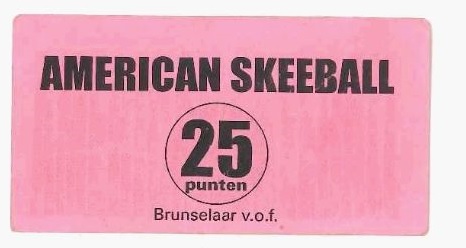 AMERICAN SKEEBALL
25
punten
Brunselaar v.o.f.